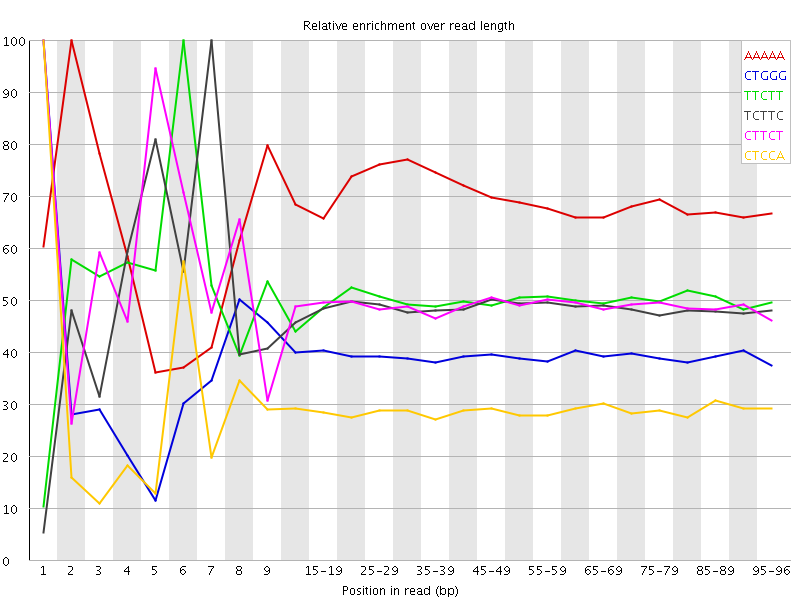 Relative enrichment over read length
100
90
80
70
60
50
40
30
20
10
0
AAAAA
CTGGG
TTCTT
TCTTC
CTTCT
CTCCA
1 2 3 4 5 6 7 8 9 15-19 25-29 35-39 45-49 55-59 65-69 75-79 85-89 95-96
Position in read (bp)